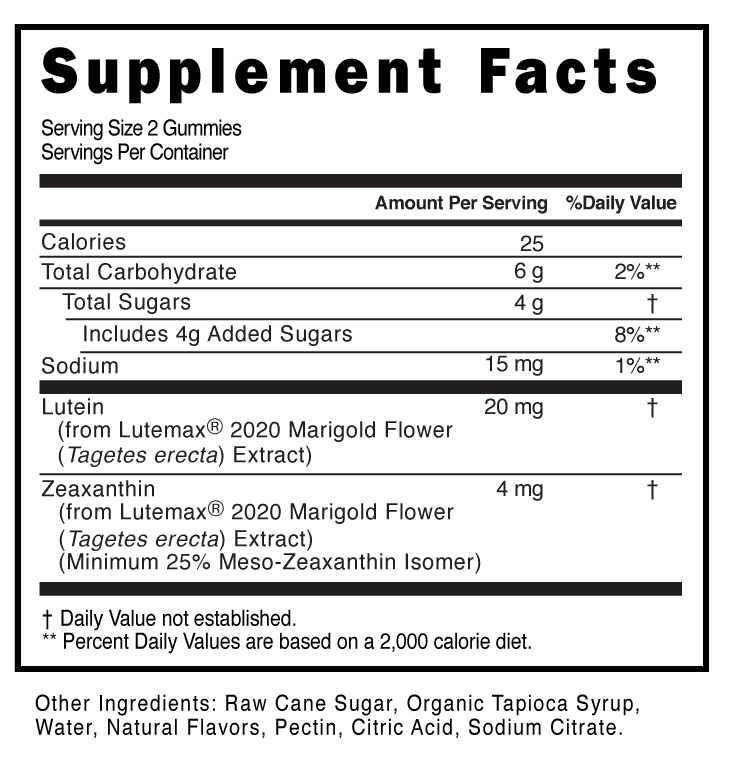 Supplement Facts
Serving Size 2 Gummies
Servings Per Container
Amount Per Serving %Daily Value
Calories 25
Total Carbohydrate 6 g 2%**
Total Sugars 4 g †
Includes 4g Added Sugars 8%**
Sodium 15 mg 1%**
Lutein 20 mg †
(from Lutemax® 2020 Marigold Flower
(Tagetes erecta) Extract)
Zeaxanthin 4 mg †
(from Lutemax® 2020 Marigold Flower
(Tagetes erecta) Extract)
(Minimum 25% Meso-Zeaxanthin Isomer)
† Daily Value not established.
** Percent Daily Values are based on a 2,000 calorie diet.
Other Ingredients: Raw Cane Sugar, Organic Tapioca Syrup,
Water, Natural Flavors, Pectin, Citric Acid, Sodium Citrate.